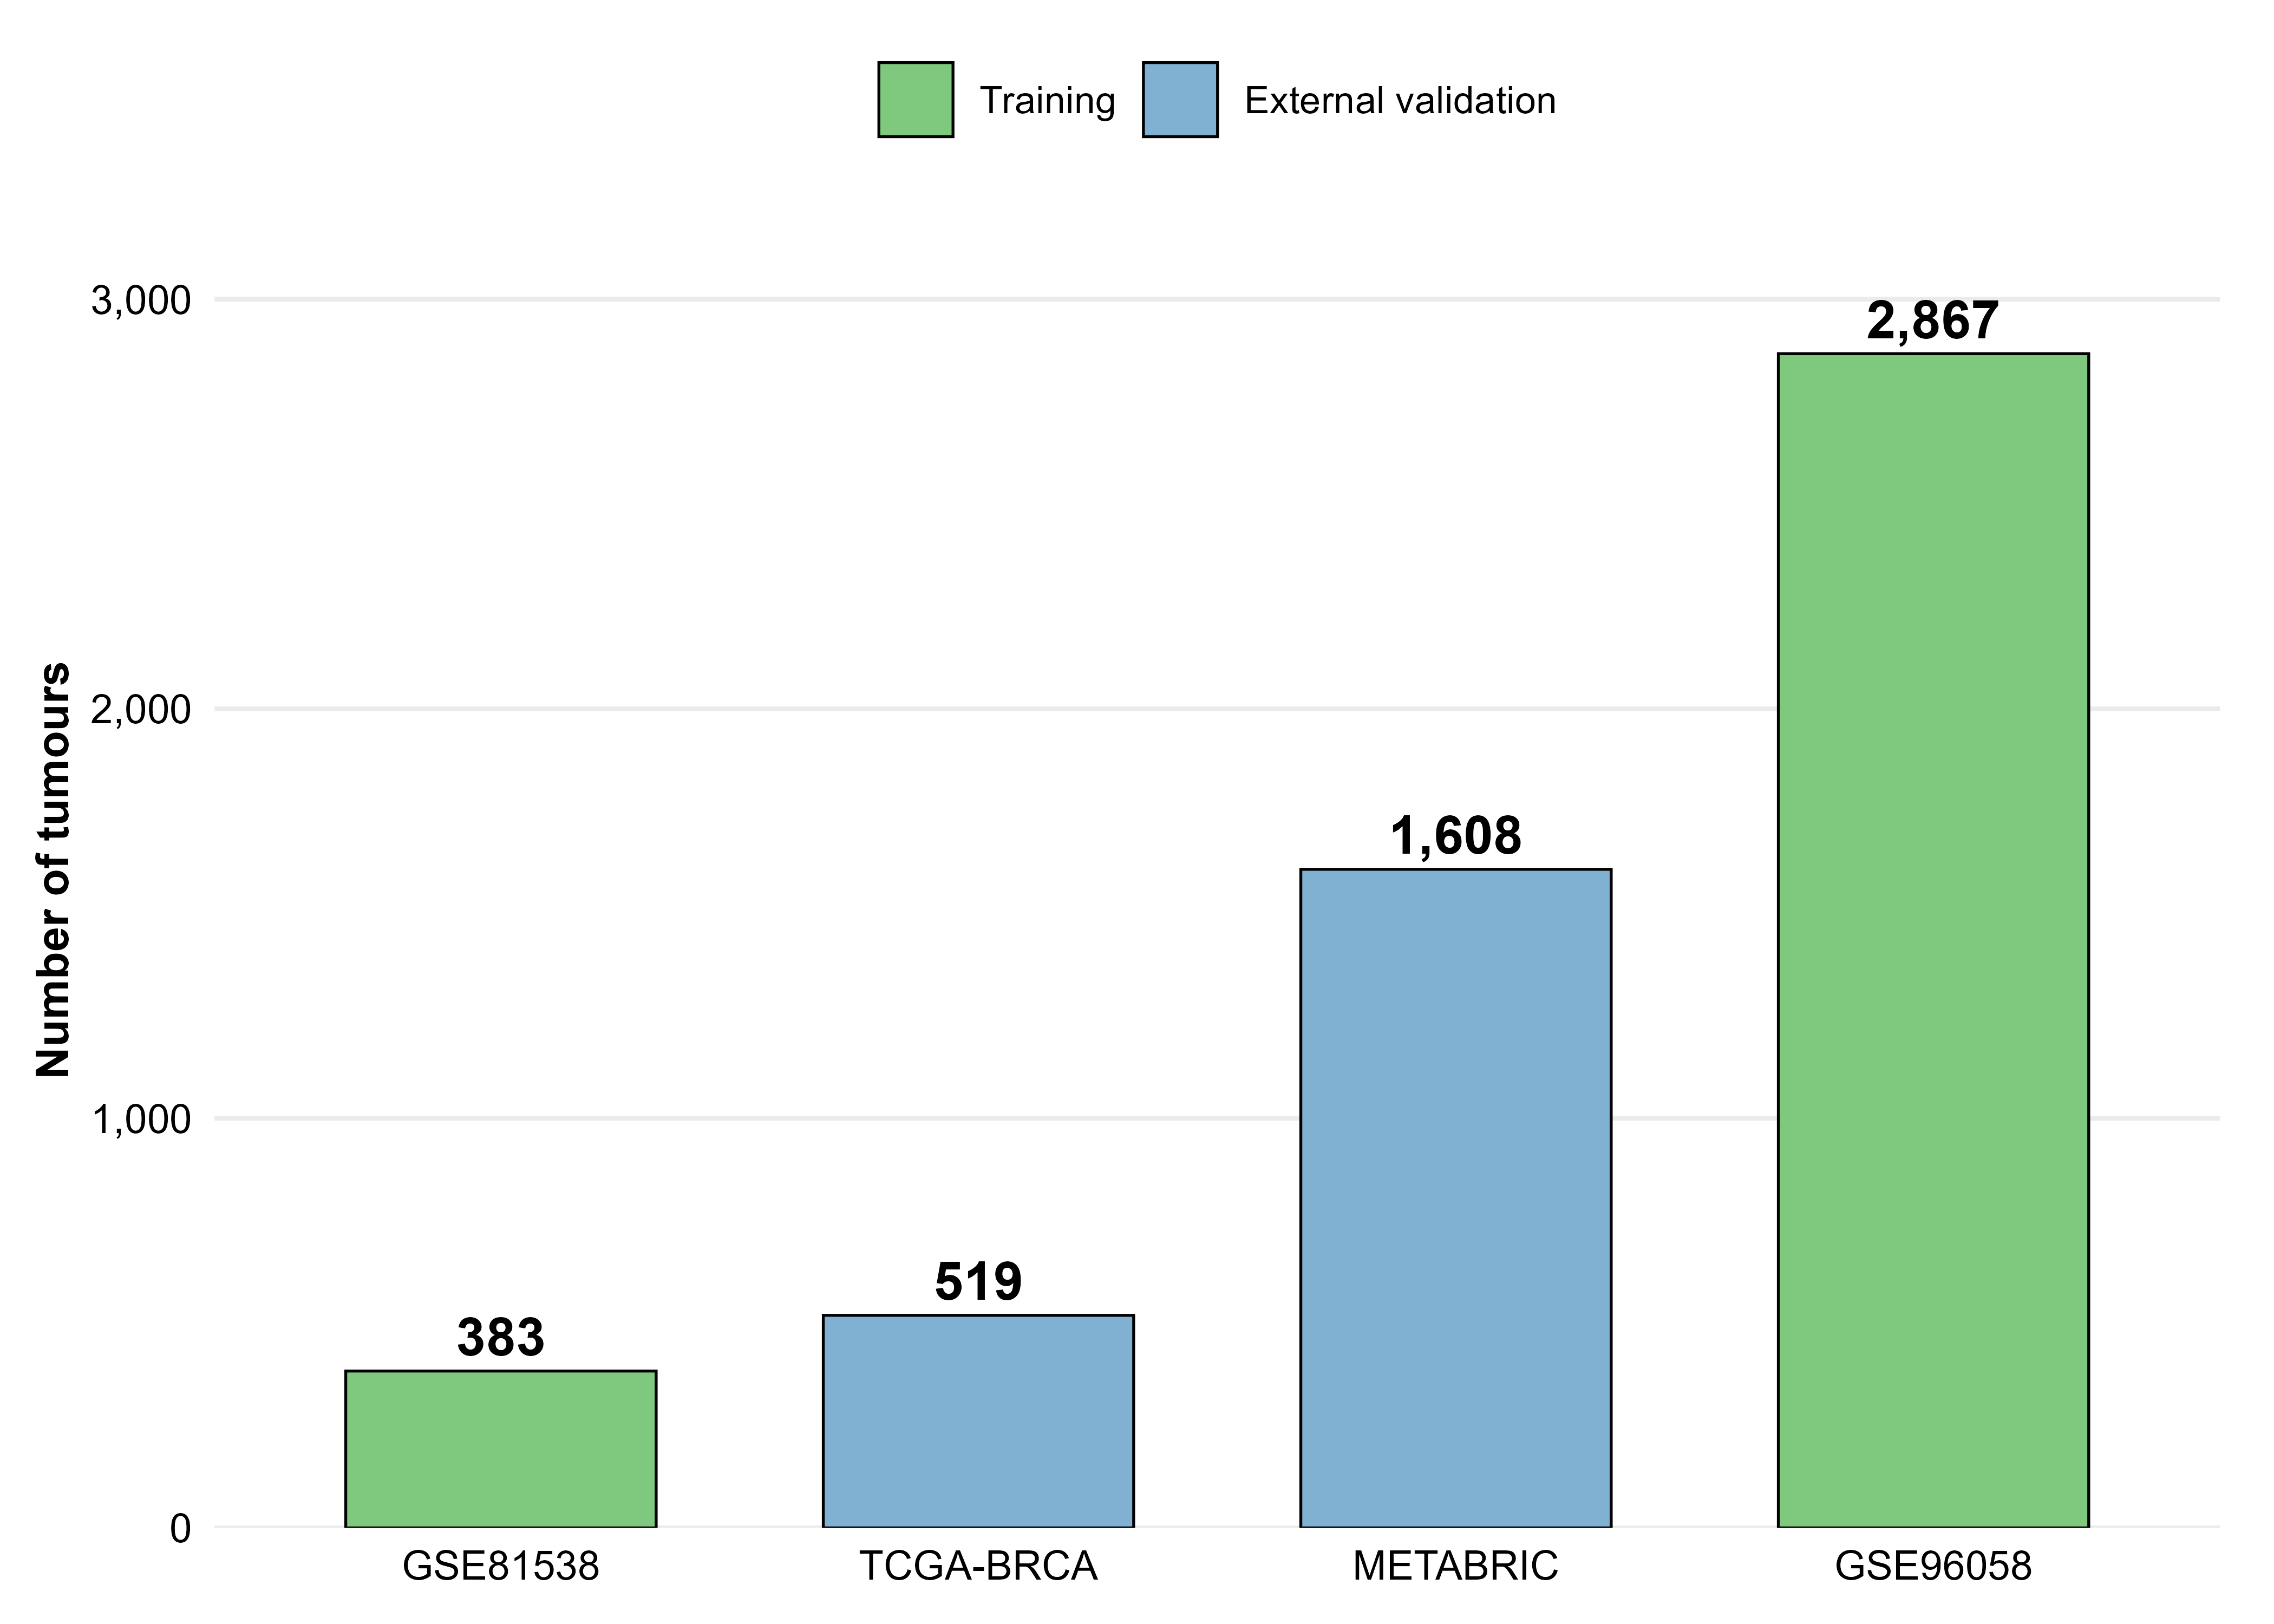 Training
External validation
3,000
2,000
1,000
0
Number of tumours
2,867
1,608
519
383
GSE81538
TCGA-BRCA
METABRIC
GSE96058